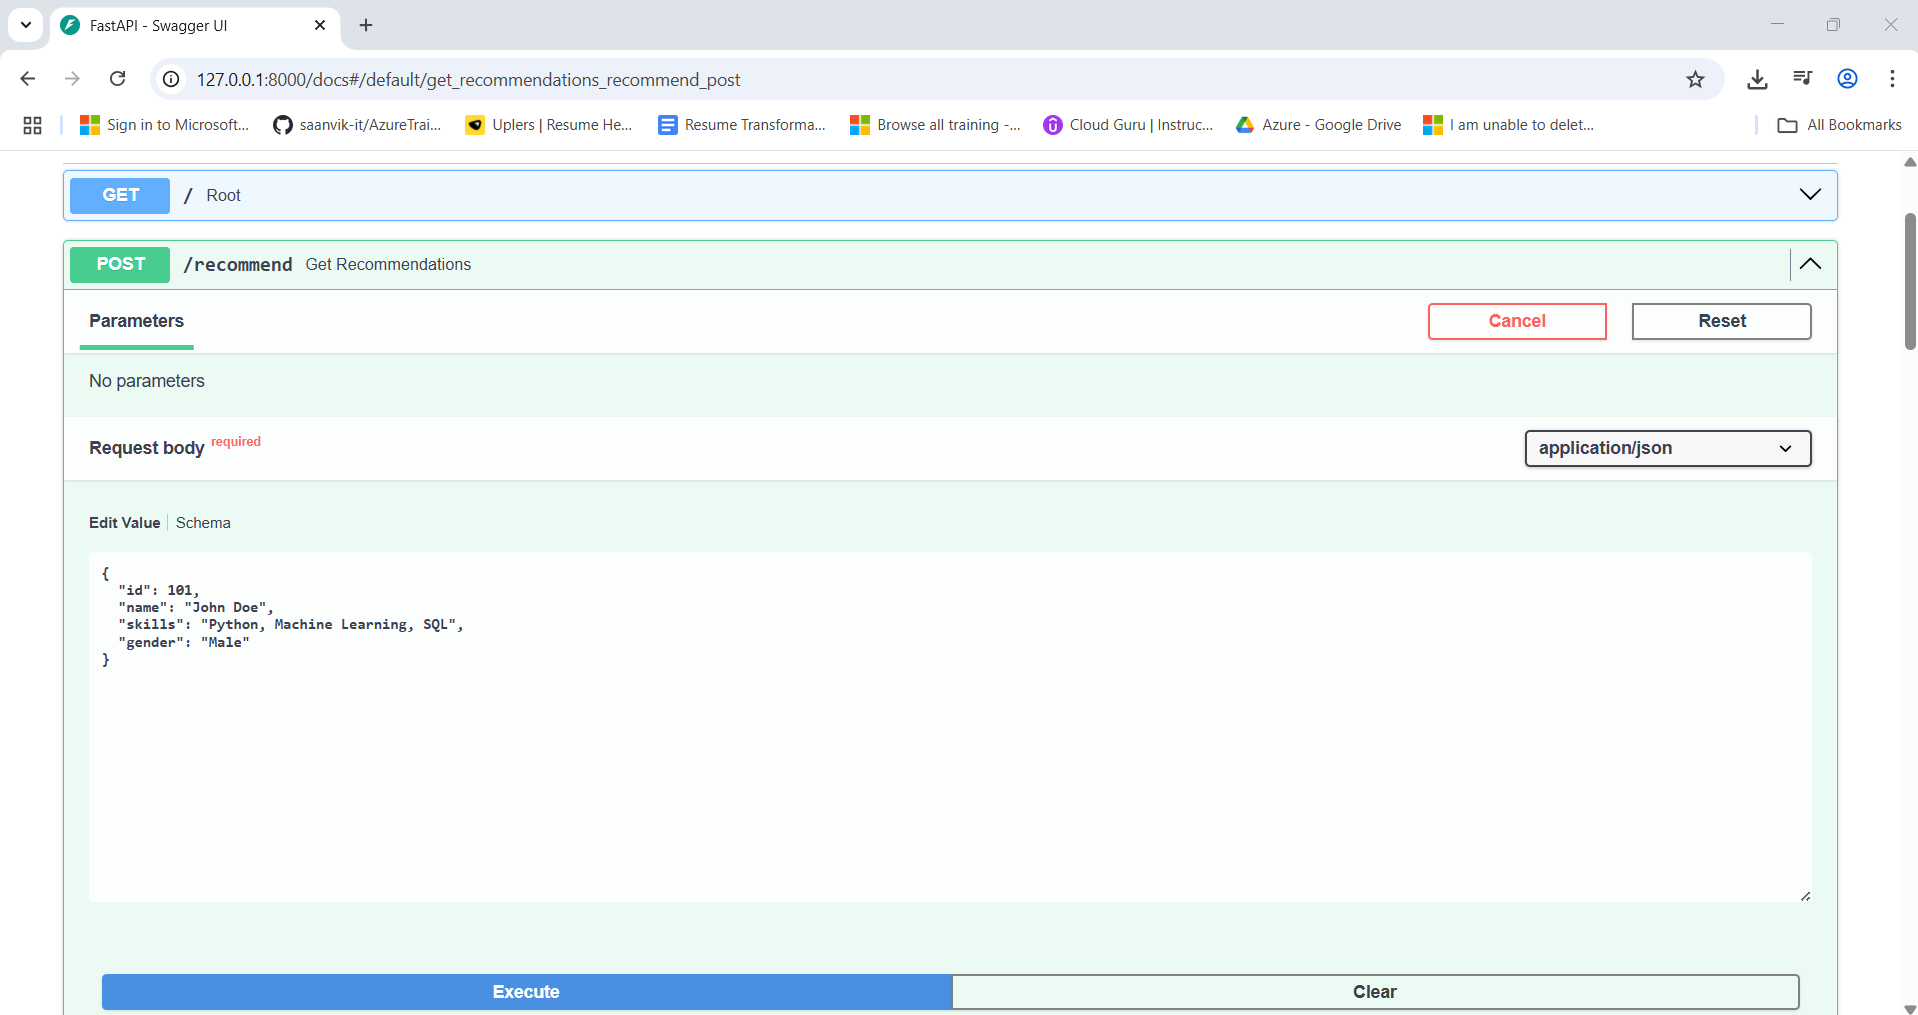 FastAPI - Swagger UI
127.0.0.1:8000/docs#/default/get_recommendations_recommend_post
Sign in to Microsoft... saanvik-it/AzureTrai... Uplers | Resume He... Resume Transforma... Browse all training -... Cloud Guru | Instruc... Azure - Google Drive I am unable to delet... All Bookmarks
GET / Root
POST /recommend Get Recommendations
Parameters Cancel Reset
No parameters
Request body required application/json
Edit Value Schema
{
"id": 101,
"name": "John Doe",
"skills": "Python, Machine Learning, SQL",
"gender": "Male"
}
Execute Clear